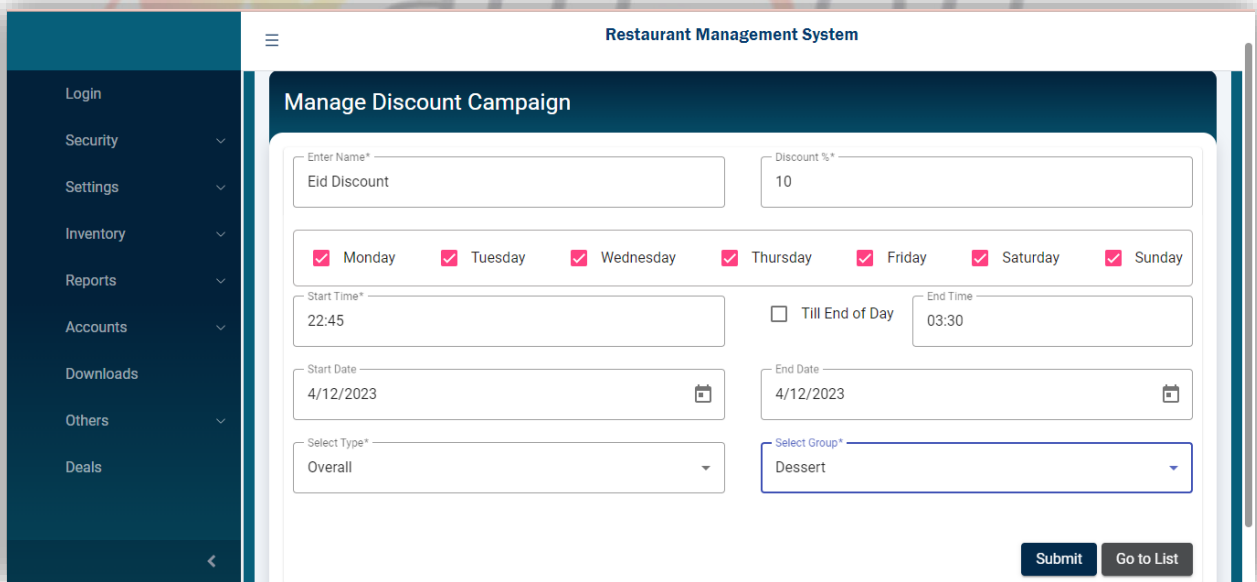 Restaurant Management System
Login
Security
Settings
Inventory
Reports
Accounts
Downloads
Others
Deals
Manage Discount Campaign
Enter Name*
Eid Discount
Discount %*
10
Monday Tuesday Wednesday Thursday Friday Saturday Sunday
Start Time*
22:45
Till End of Day
End Time
03:30
Start Date
4/12/2023
End Date
4/12/2023
Select Type*
Overall
Select Group*
Dessert
Submit Go to List